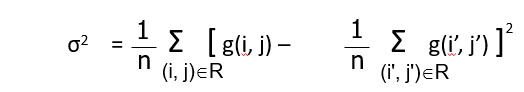 σ² = 1/n Σ (i, j)∈R [ g(i, j) – 1/n Σ (i', j')∈R g(i’, j’) ]²